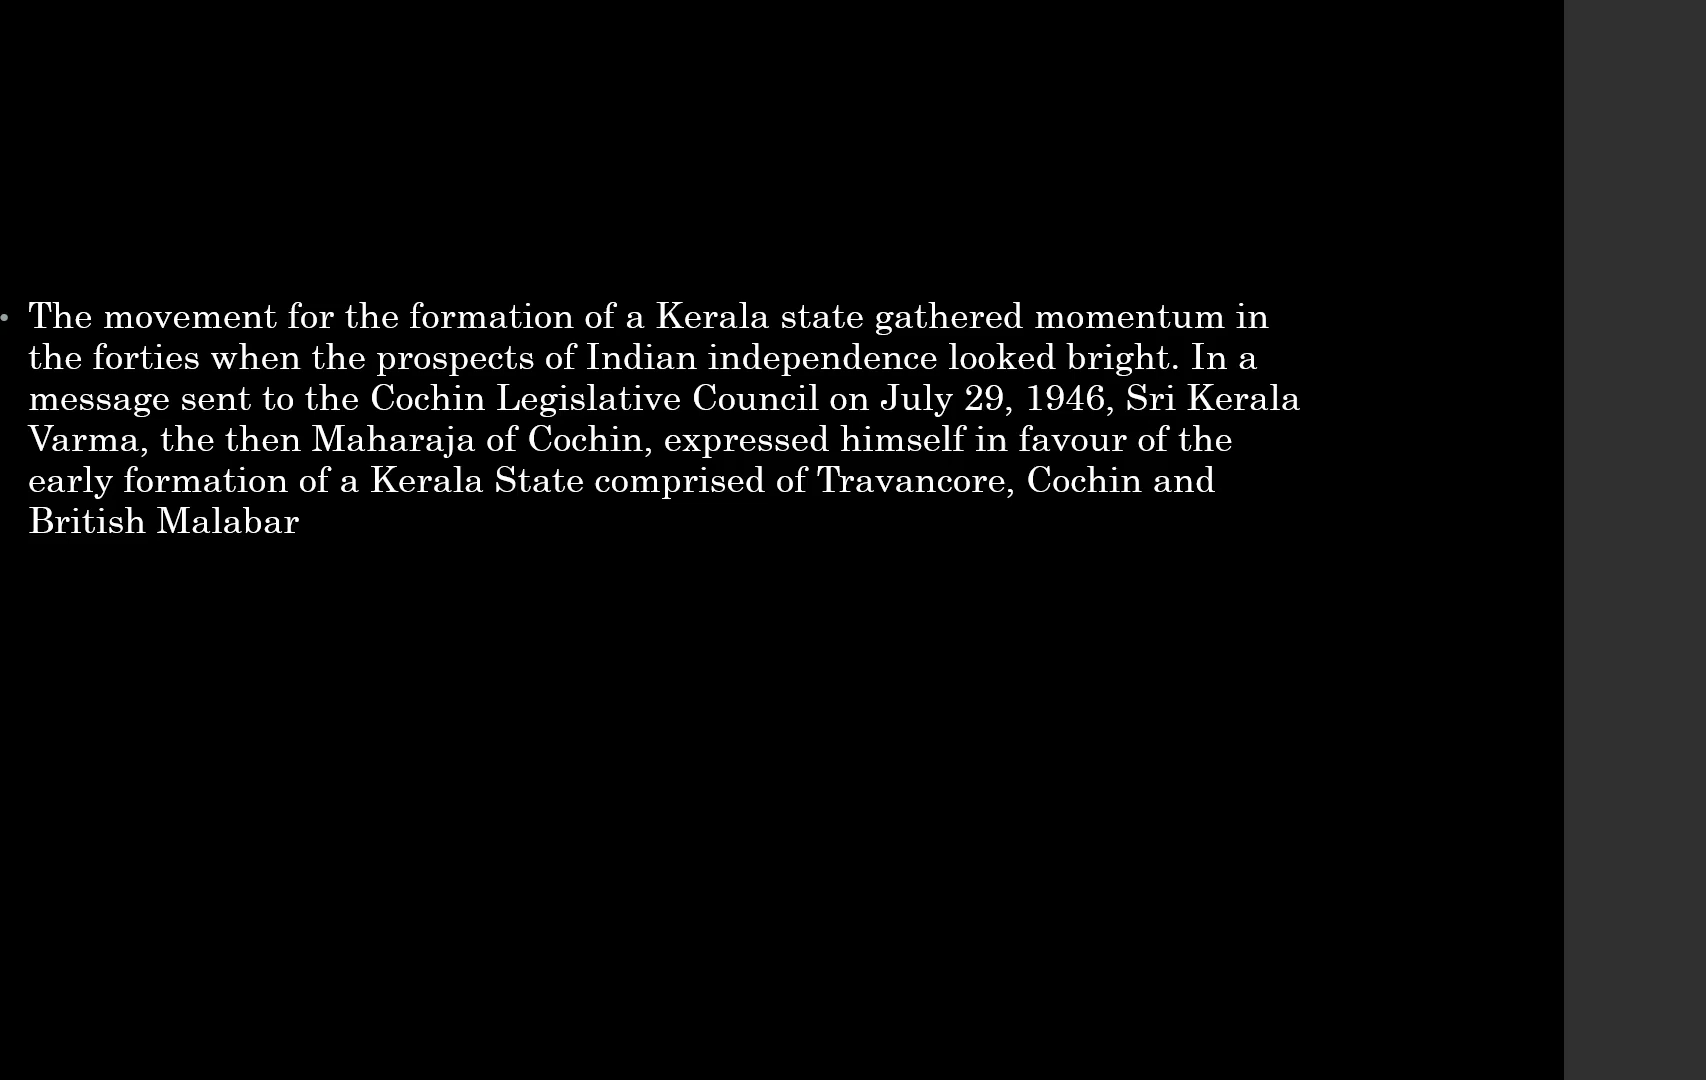 • The movement for the formation of a Kerala state gathered momentum in
the forties when the prospects of Indian independence looked bright. In a
message sent to the Cochin Legislative Council on July 29, 1946, Sri Kerala
Varma, the then Maharaja of Cochin, expressed himself in favour of the
early formation of a Kerala State comprised of Travancore, Cochin and
British Malabar